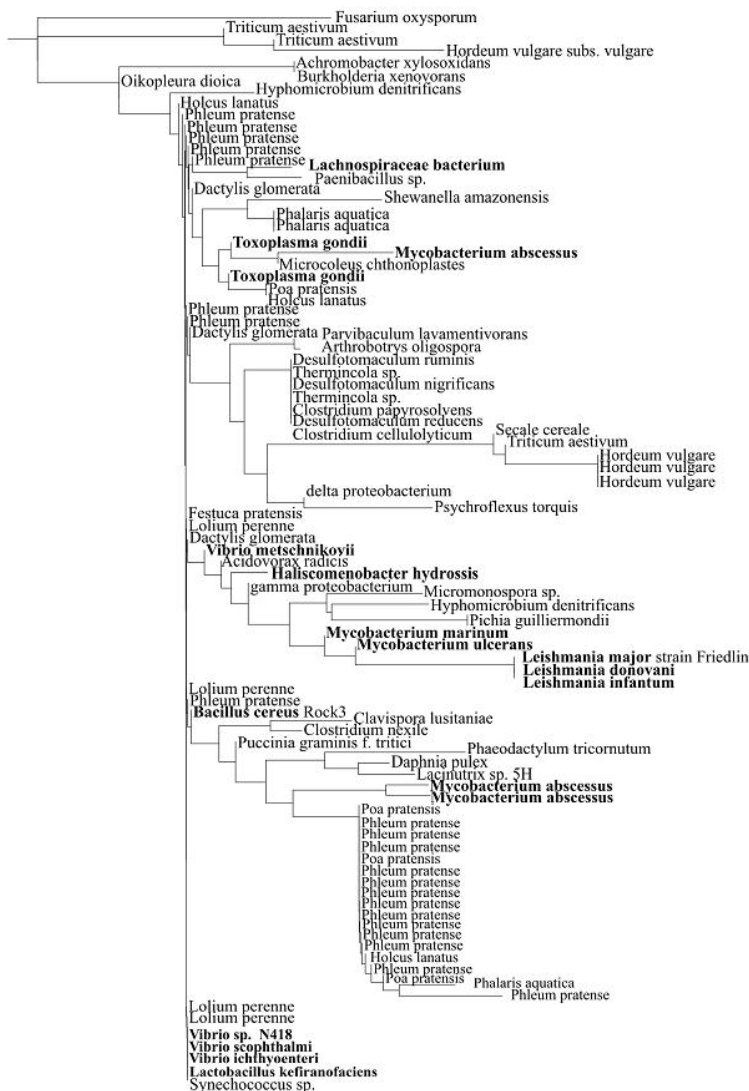 Fusarium oxysporum
Triticum aestivum
Triticum aestivum
Hordeum vulgare subs. vulgare
Achromobacter xylosoxidans
Burkholderia xenovorans
Oikopleura dioica
Hyphomicrobium denitrificans
Holcus lanatus
Phleum pratense
Phleum pratense
Phleum pratense
Phleum pratense
Phleum pratense
Lachnospiraceae bacterium
Paenibacillus sp.
Dactylis glomerata
Shewanella amazonensis
Phalaris aquatica
Phalaris aquatica
Toxoplasma gondii
Mycobacterium abscessus
Microcoleus chthonoplastes
Toxoplasma gondii
Poa pratensis
Holcus lanatus
Phleum pratense
Phleum pratense
Dactylis glomerata
Parvibaculum lavamentivorans
Arthrobotrys oligospora
Desulfotomaculum ruminis
Thermincola sp.
Desulfotomaculum nigrificans
Thermincola sp.
Clostridium papyrosolvens
Desulfotomaculum reducens
Clostridium cellulolyticum
Secale cereale
Triticum aestivum
Hordeum vulgare
Hordeum vulgare
Hordeum vulgare
delta proteobacterium
Psychroflexus torquis
Festuca pratensis
Lolium perenne
Dactylis glomerata
Vibrio metschnikovii
Acidovorax radicis
Haliscomenobacter hydrossis
gamma proteobacterium
Micromonospora sp.
Hyphomicrobium denitrificans
Pichia guilliermondii
Mycobacterium marinum
Mycobacterium ulcerans
Leishmania major strain Friedlin
Leishmania donovani
Leishmania infantum
Lolium perenne
Phleum pratense
Bacillus cereus Rock3
Clavispora lusitaniae
Clostridium nexile
Puccinia graminis f. tritici
Phaeodactylum tricornutum
Daphnia pulex
Lacinutrix sp. 5H
Mycobacterium abscessus
Mycobacterium abscessus
Poa pratensis
Phleum pratense
Phleum pratense
Phleum pratense
Poa pratensis
Phleum pratense
Phleum pratense
Phleum pratense
Phleum pratense
Phleum pratense
Phleum pratense
Phleum pratense
Phleum pratense
Holcus lanatus
Phleum pratense
Poa pratensis
Phalaris aquatica
Phleum pratense
Lolium perenne
Lolium perenne
Vibrio sp. N418
Vibrio scophthalmi
Vibrio ichthyoenteri
Lactobacillus kefiranofaciens
Synechococcus sp.